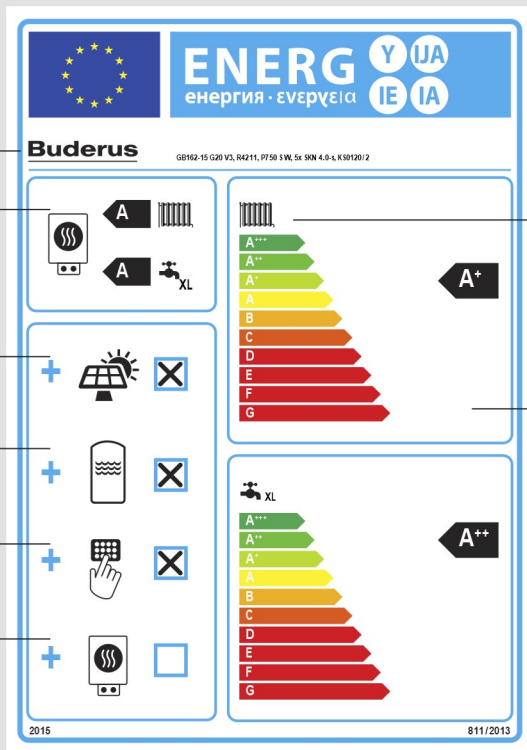 ENERG
енергия · ενεργεια
Y IJA
IE IA
Buderus
GB162-15 G20 V3, R4211, P750 S W, 5x SKN 4.0-s, KS0120/2
A
A
XL
A+++
A++
A+
A
B
C
D
E
F
G
A+
XL
A+++
A++
A+
A
B
C
D
E
F
G
A++
2015
811/2013